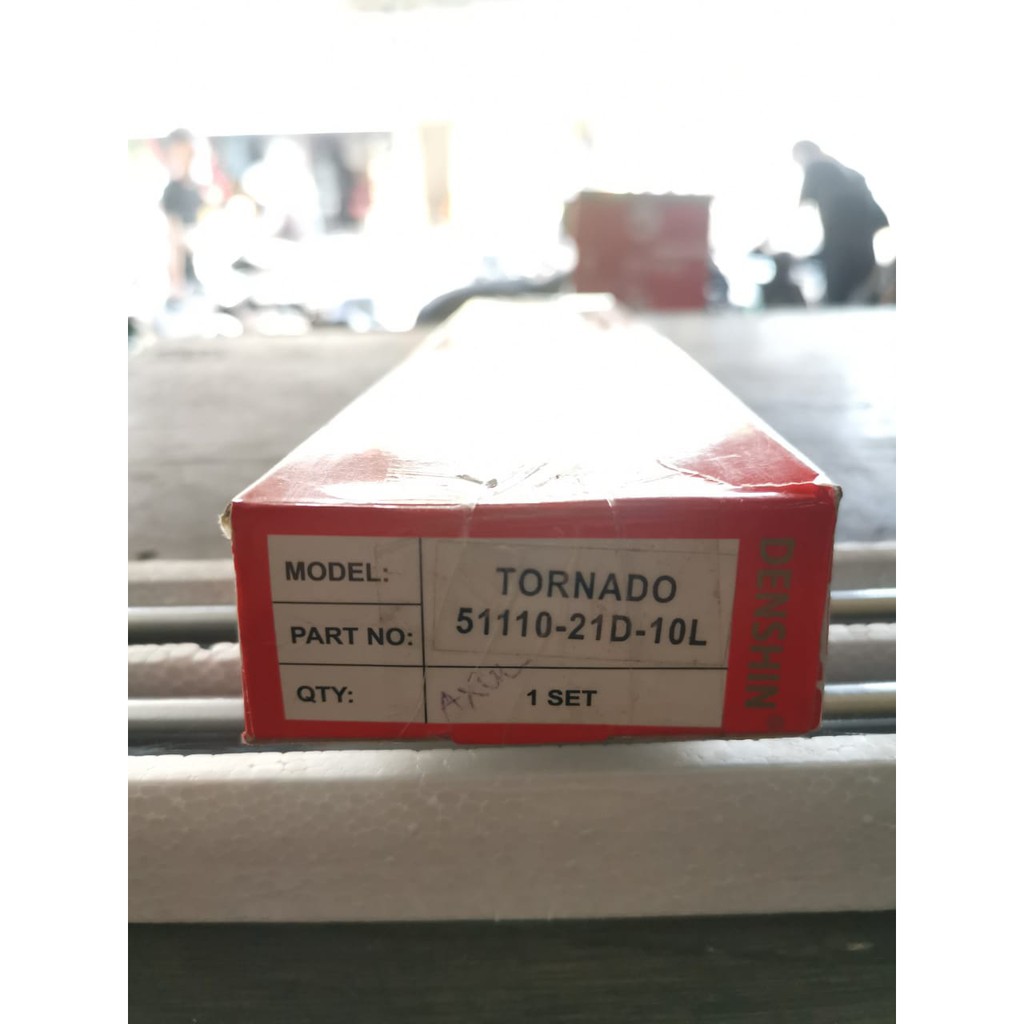 MODEL:
TORNADO
PART NO:
51110-21D-10L
QTY:
1 SET
DENSHIN